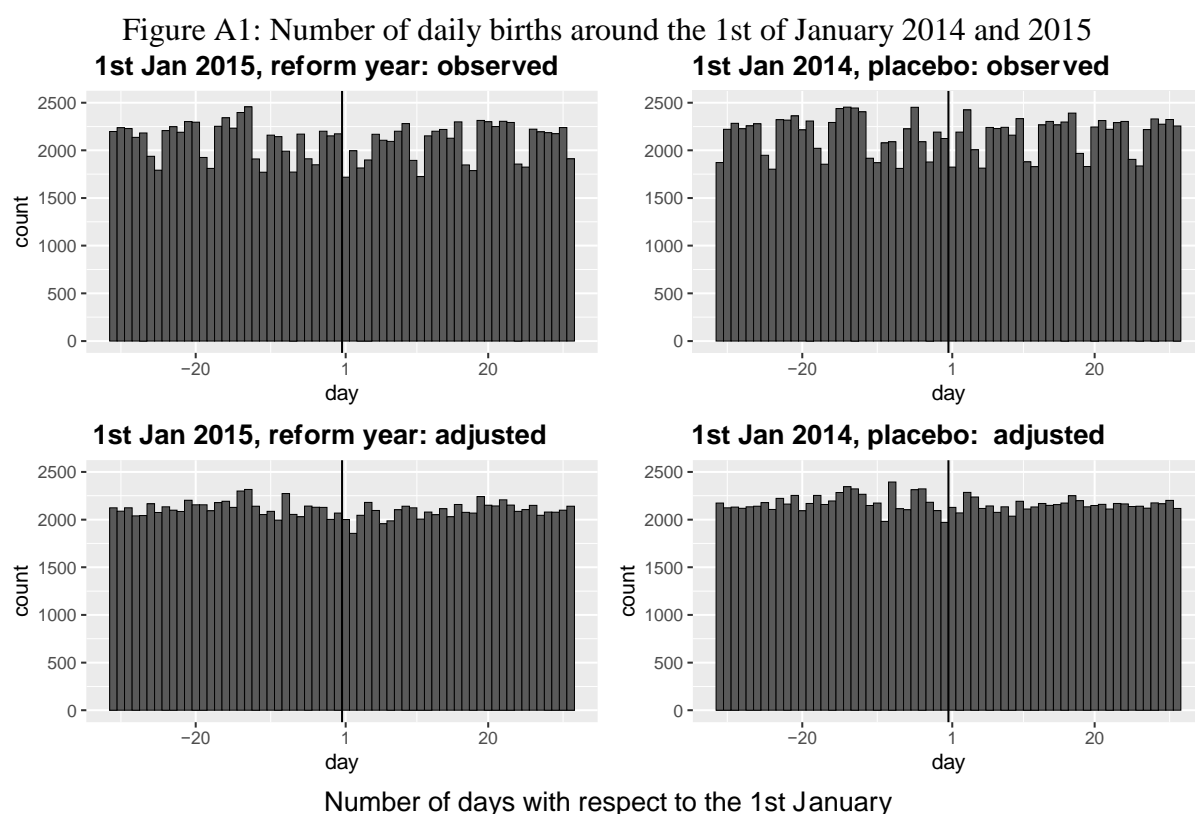 Figure A1: Number of daily births around the 1st of January 2014 and 2015
1st Jan 2015, reform year: observed
2500
2000
1500
1000
500
0
count
−20
1
20
day
1st Jan 2014, placebo: observed
2500
2000
1500
1000
500
0
count
−20
1
20
day
1st Jan 2015, reform year: adjusted
2500
2000
1500
1000
500
0
count
−20
1
20
day
1st Jan 2014, placebo: adjusted
2500
2000
1500
1000
500
0
count
−20
1
20
day
Number of days with respect to the 1st January